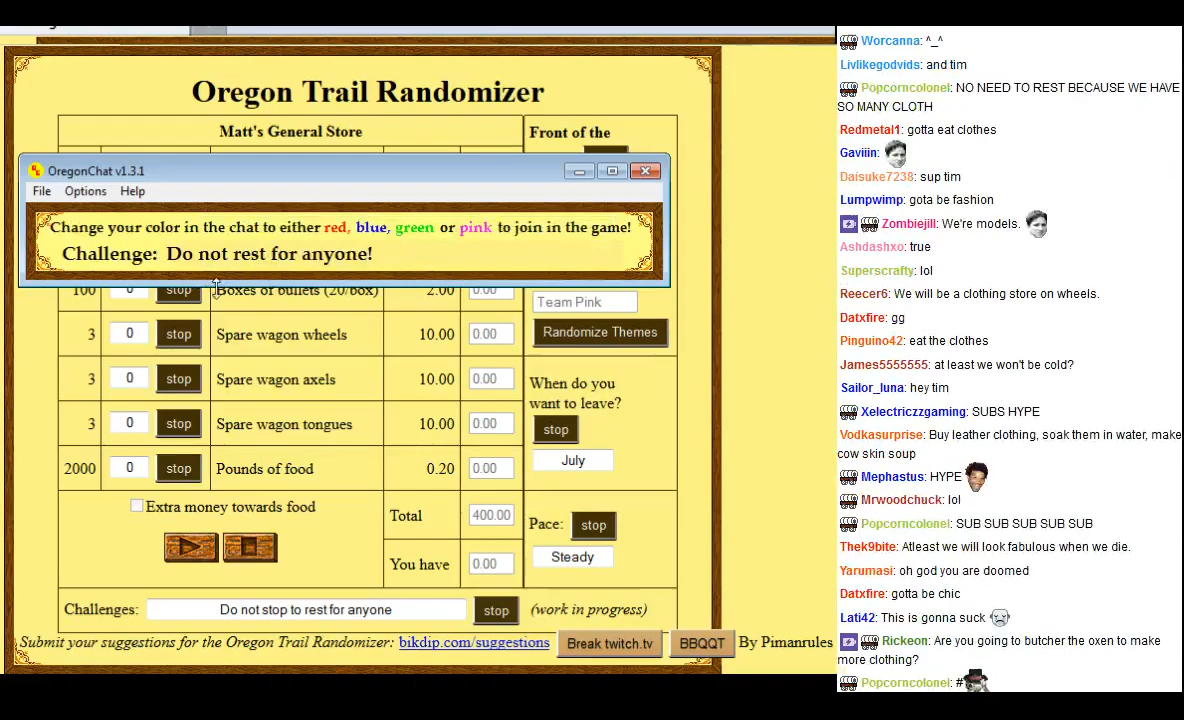 Oregon Trail Randomizer
Matt's General Store
Front of the
OregonChat v1.3.1
File Options Help
Change your color in the chat to either red, blue, green or pink to join in the game!
Challenge: Do not rest for anyone!
100 0 stop Boxes of bullets (20/box) 2.00 0.00
Team Pink
3 0 stop Spare wagon wheels 10.00 0.00
Randomize Themes
3 0 stop Spare wagon axels 10.00 0.00
When do you
want to leave?
3 0 stop Spare wagon tongues 10.00 0.00
stop
2000 0 stop Pounds of food 0.20 0.00
July
Extra money towards food
Total 400.00
Pace: stop
You have 0.00
Steady
Challenges: Do not stop to rest for anyone stop (work in progress)
Submit your suggestions for the Oregon Trail Randomizer: bikdip.com/suggestions Break twitch.tv BBQQT By Pimanrules
Worcanna: ^_^
Livlikegodvids: and tim
Popcorncolonel: NO NEED TO REST BECAUSE WE HAVE
SO MANY CLOTH
Redmetal1: gotta eat clothes
Gaviiin:
Daisuke7238: sup tim
Lumpwimp: gota be fashion
Zombiejill: We're models.
Ashdashxo: true
Superscrafty: lol
Reecer6: We will be a clothing store on wheels.
Datxfire: gg
Pinguino42: eat the clothes
James5555555: at least we won't be cold?
Sailor_luna: hey tim
Xelectriczzgaming: SUBS HYPE
Vodkasurprise: Buy leather clothing, soak them in water, make
cow skin soup
Mephastus: HYPE
Mrwoodchuck: lol
Popcorncolonel: SUB SUB SUB SUB SUB
Thek9bite: Atleast we will look fabulous when we die.
Yarumasi: oh god you are doomed
Datxfire: gotta be chic
Lati42: This is gonna suck
Rickeon: Are you going to butcher the oxen to make
more clothing?
Popcorncolonel: #